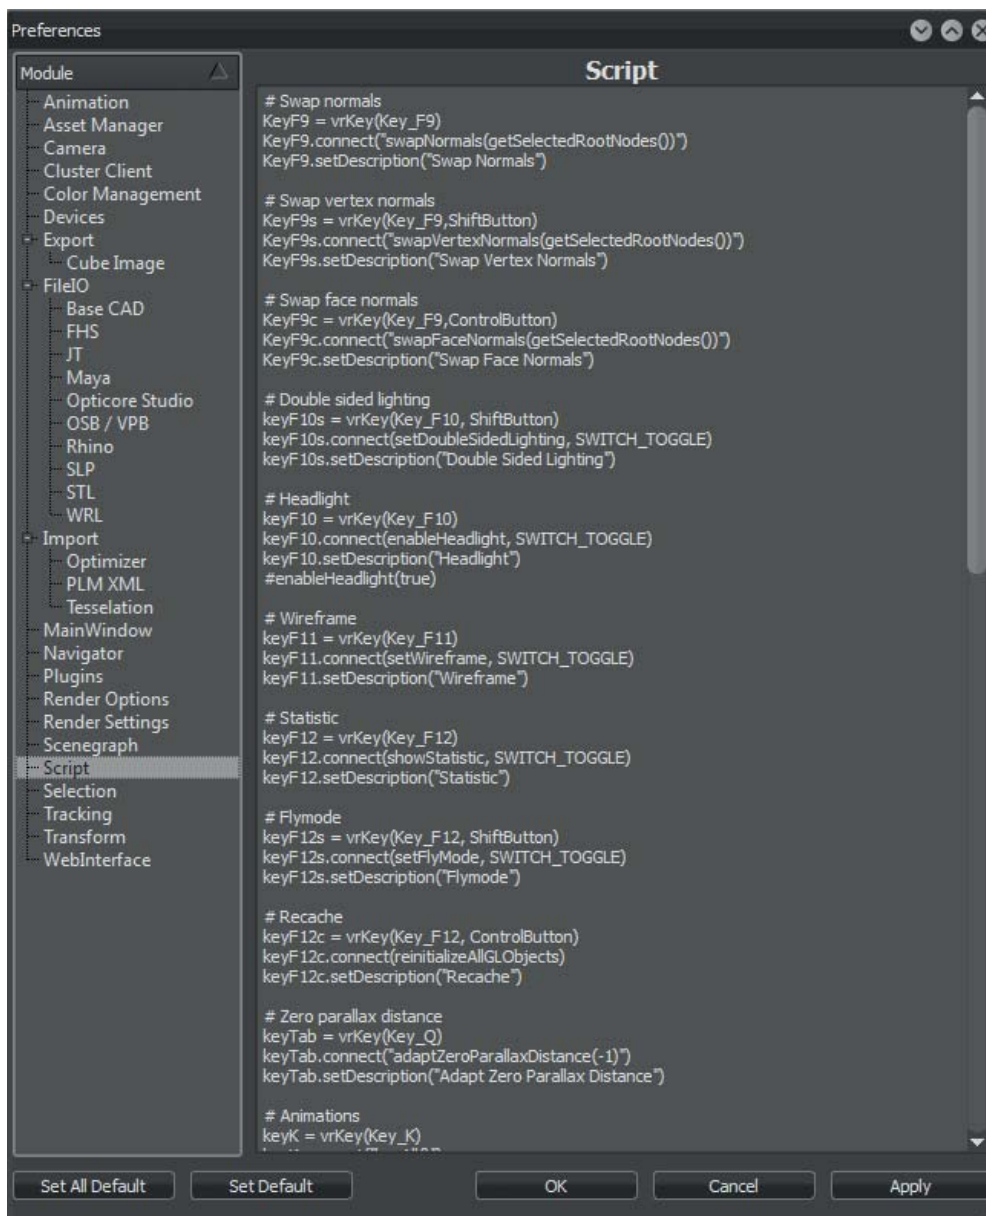 Preferences
Module
Animation
Asset Manager
Camera
Cluster Client
Color Management
Devices
Export
Cube Image
FileIO
Base CAD
FHS
JT
Maya
Opticore Studio
OSB / VPB
Rhino
SLP
STL
WRL
Import
Optimizer
PLM XML
Tesselation
MainWindow
Navigator
Plugins
Render Options
Render Settings
Scenegraph
Script
Selection
Tracking
Transform
WebInterface
Script
# Swap normals
KeyF9 = vrKey(Key_F9)
KeyF9.connect("swapNormals(getSelectedRootNodes())")
KeyF9.setDescription("Swap Normals")
# Swap vertex normals
KeyF9s = vrKey(Key_F9,ShiftButton)
KeyF9s.connect("swapVertexNormals(getSelectedRootNodes())")
KeyF9s.setDescription("Swap Vertex Normals")
# Swap face normals
KeyF9c = vrKey(Key_F9,ControlButton)
KeyF9c.connect("swapFaceNormals(getSelectedRootNodes())")
KeyF9c.setDescription("Swap Face Normals")
# Double sided lighting
keyF10s = vrKey(Key_F10, ShiftButton)
keyF10s.connect(setDoubleSidedLighting, SWITCH_TOGGLE)
keyF10s.setDescription("Double Sided Lighting")
# Headlight
keyF10 = vrKey(Key_F10)
keyF10.connect(enableHeadlight, SWITCH_TOGGLE)
keyF10.setDescription("Headlight")
#enableHeadlight(true)
# Wireframe
keyF11 = vrKey(Key_F11)
keyF11.connect(setWireframe, SWITCH_TOGGLE)
keyF11.setDescription("Wireframe")
# Statistic
keyF12 = vrKey(Key_F12)
keyF12.connect(showStatistic, SWITCH_TOGGLE)
keyF12.setDescription("Statistic")
# Flymode
keyF12s = vrKey(Key_F12, ShiftButton)
keyF12s.connect(setFlyMode, SWITCH_TOGGLE)
keyF12s.setDescription("Flymode")
# Recache
keyF12c = vrKey(Key_F12, ControlButton)
keyF12c.connect(reinitializeAllGLObjects)
keyF12c.setDescription("Recache")
# Zero parallax distance
keyTab = vrKey(Key_Q)
keyTab.connect("adaptZeroParallaxDistance(-1)")
keyTab.setDescription("Adapt Zero Parallax Distance")
# Animations
keyK = vrKey(Key_K)
Set All Default
Set Default
OK
Cancel
Apply